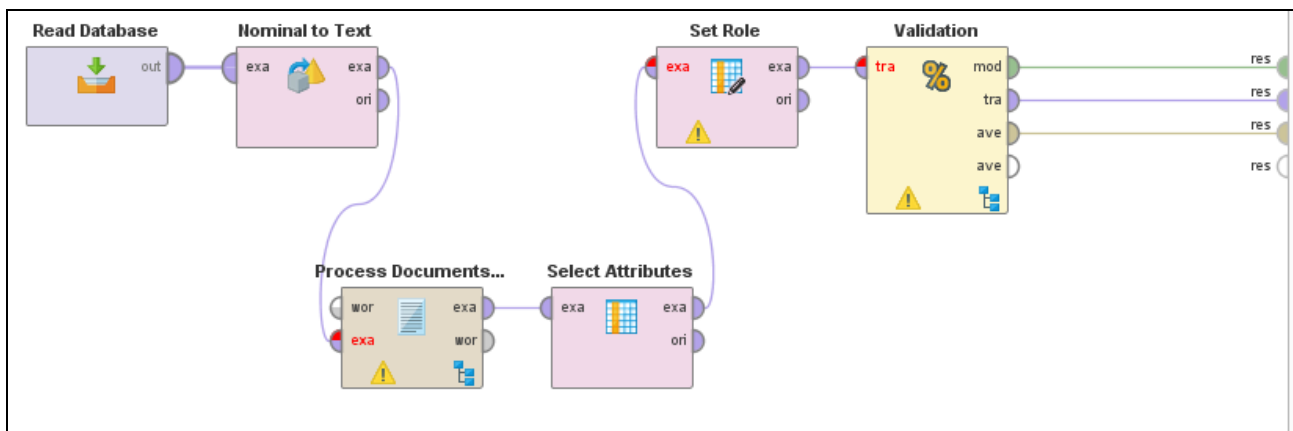 Read Database
out
Nominal to Text
exa
exa
ori
Process Documents...
wor
exa
exa
wor
Select Attributes
exa
exa
ori
Set Role
exa
exa
ori
Validation
tra
%
mod
tra
ave
ave
res
res
res
res